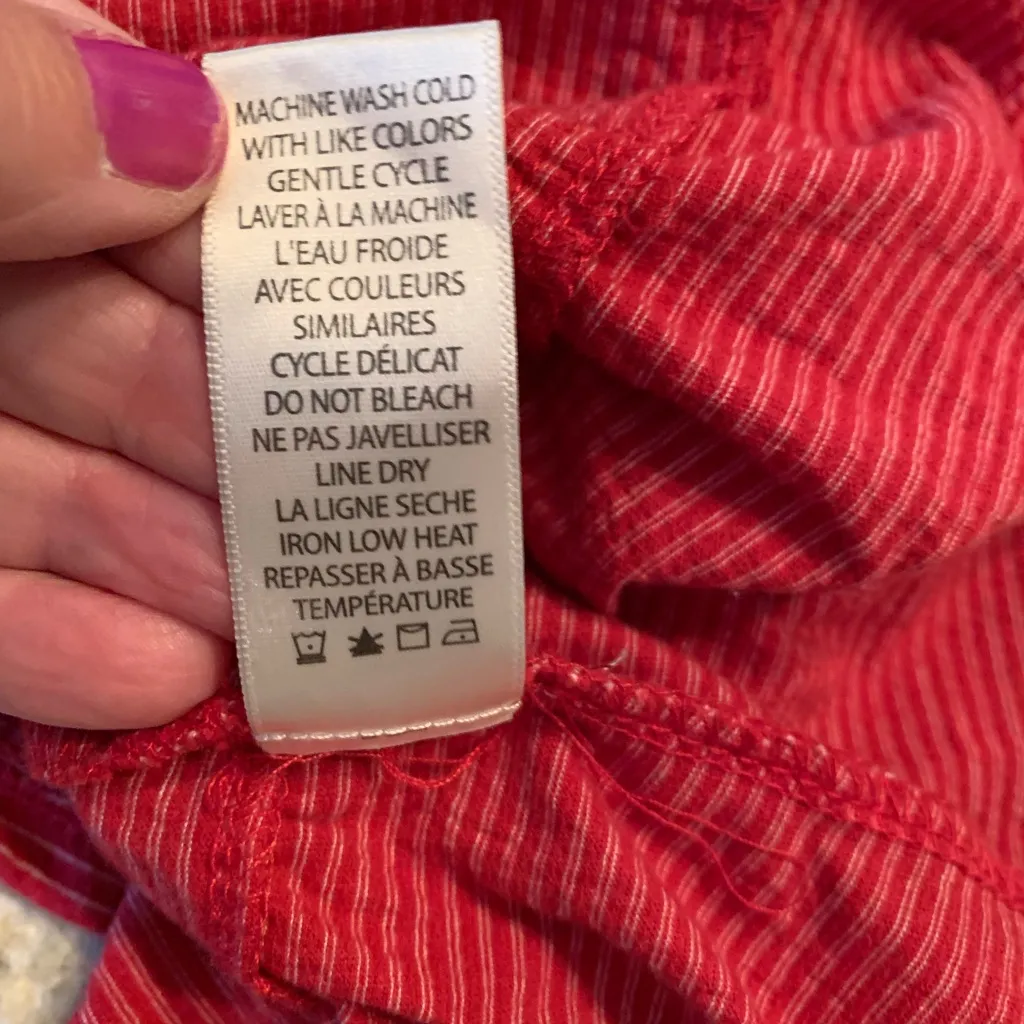 MACHINE WASH COLD
WITH LIKE COLORS
GENTLE CYCLE
LAVER À LA MACHINE
L'EAU FROIDE
AVEC COULEURS
SIMILAIRES
CYCLE DÉLICAT
DO NOT BLEACH
NE PAS JAVELLISER
LINE DRY
LA LIGNE SECHE
IRON LOW HEAT
REPASSER À BASSE
TEMPÉRATURE